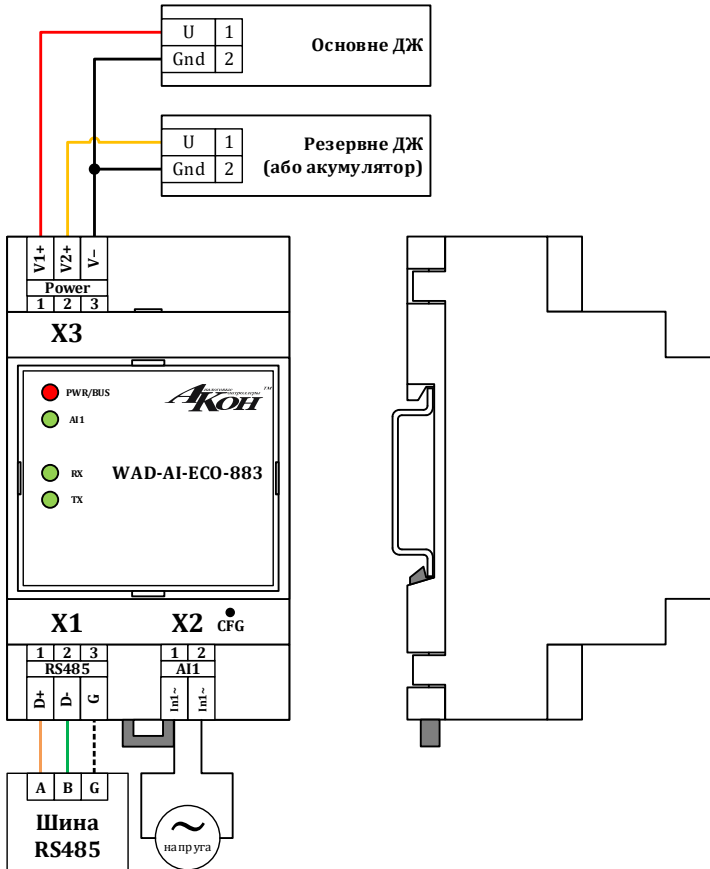 U 1
Gnd 2
Основне ДЖ
U 1
Gnd 2
Резервне ДЖ
(або акумулятор)
V1+ V2+ V–
Power
1 2 3
X3
PWR/BUS
AI1
RX
TX
АКОН
TM
WAD-AI-ECO-883
X1
X2
CFG
1 2 3
RS485
D+ D- G
1 2
AI1
In1~ In1~
A B G
Шина
RS485
~
напруга